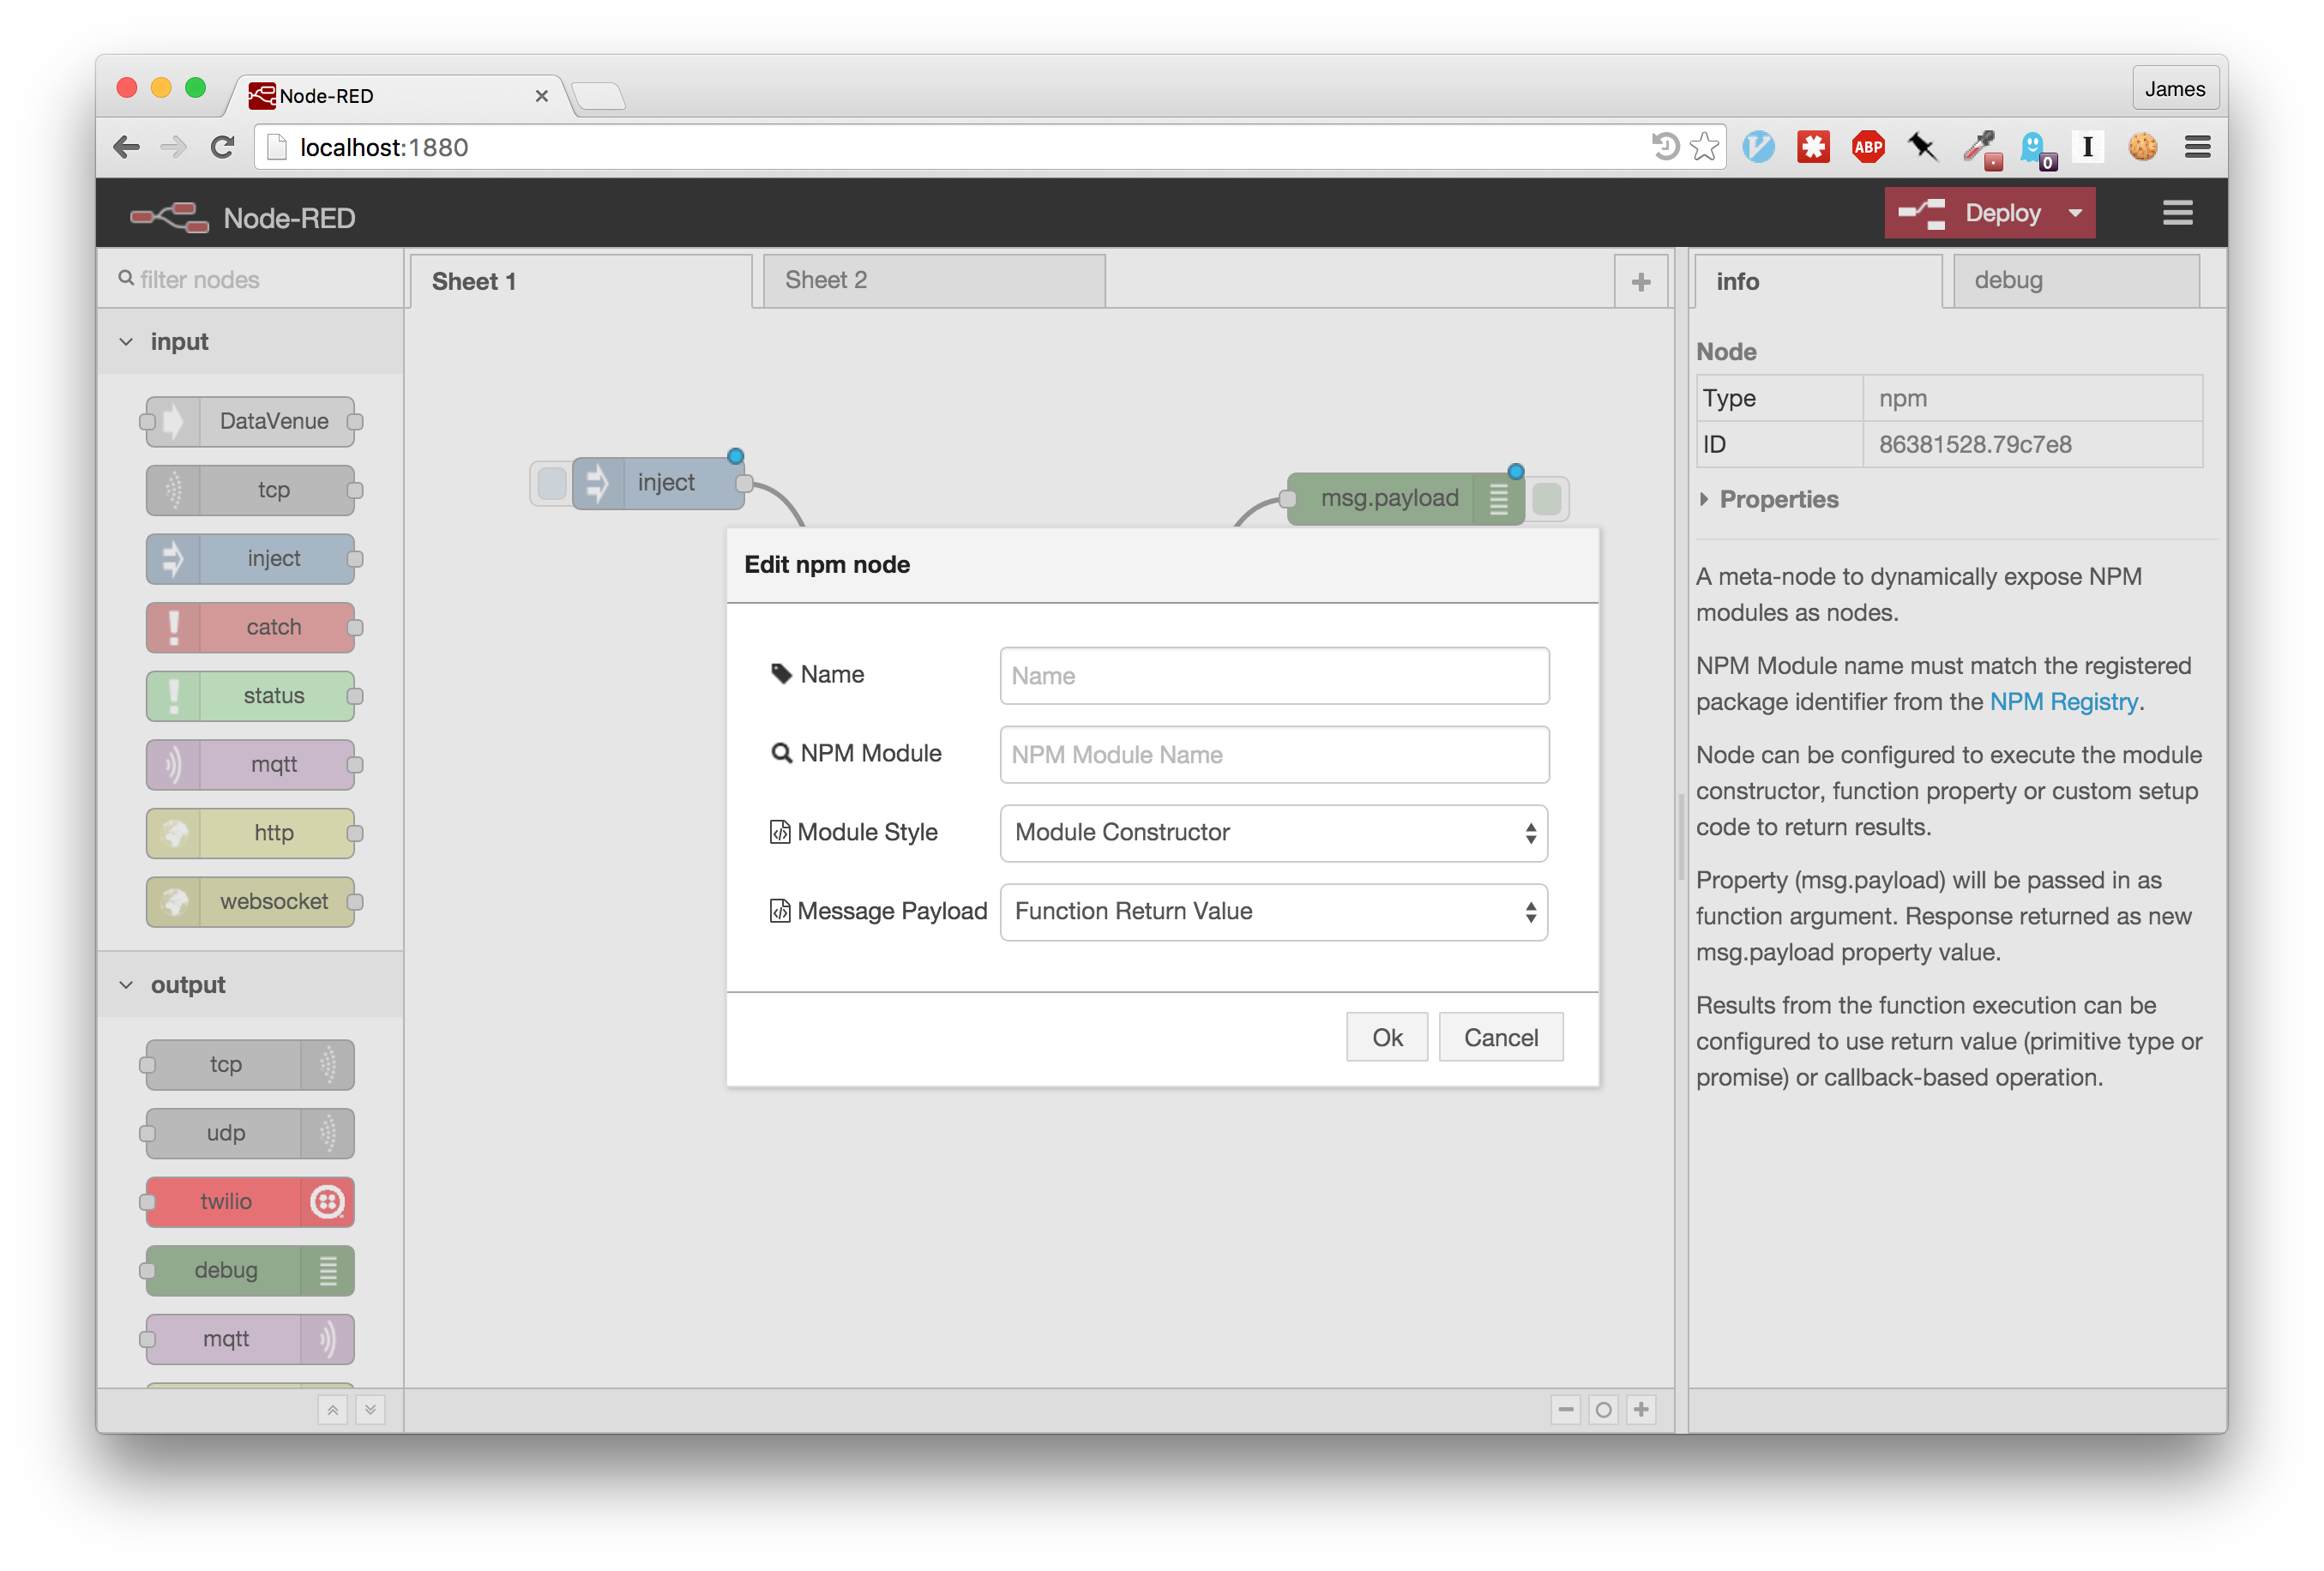 Node-RED
James
localhost:1880
ABP
0
I
Node-RED
Deploy
filter nodes
input
DataVenue
tcp
inject
catch
status
mqtt
http
websocket
output
tcp
udp
twilio
debug
mqtt
Sheet 1
Sheet 2
inject
msg.payload
Edit npm node
Name
Name
NPM Module
NPM Module Name
Module Style
Module Constructor
Message Payload
Function Return Value
Ok
Cancel
info
debug
Node
Type
npm
ID
86381528.79c7e8
Properties
A meta-node to dynamically expose NPM
modules as nodes.
NPM Module name must match the registered
package identifier from the NPM Registry.
Node can be configured to execute the module
constructor, function property or custom setup
code to return results.
Property (msg.payload) will be passed in as
function argument. Response returned as new
msg.payload property value.
Results from the function execution can be
configured to use return value (primitive type or
promise) or callback-based operation.